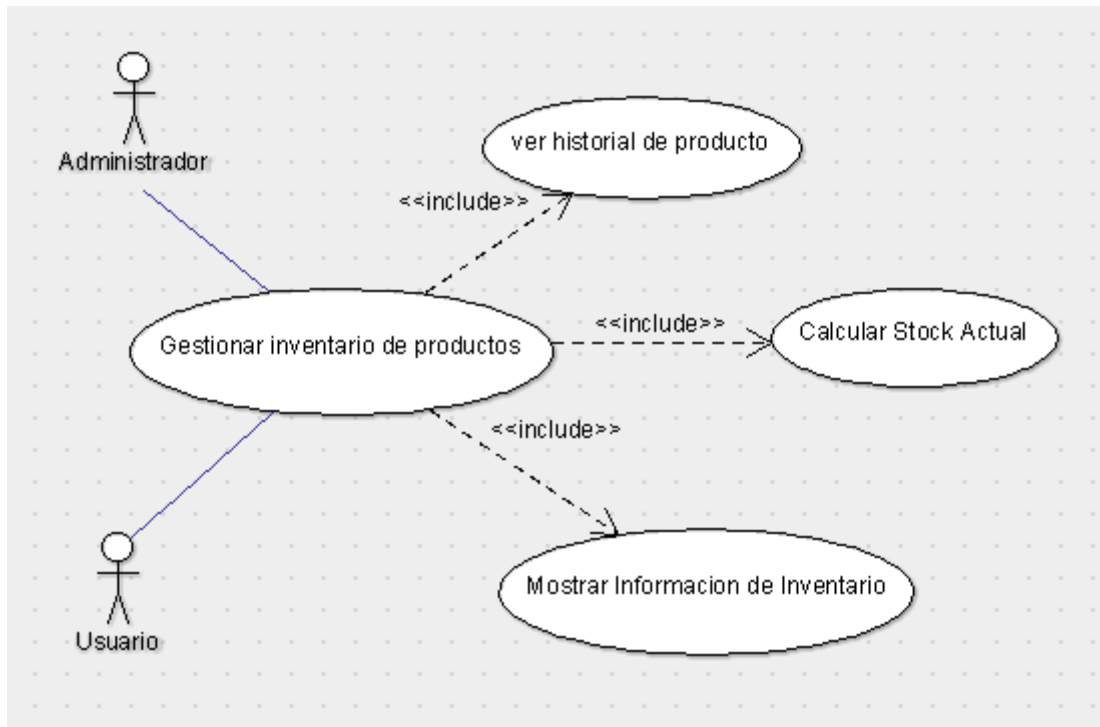 Administrador
ver historial de producto
<<include>>
<<include>>
Calcular Stock Actual
Gestionar inventario de productos
<<include>>
Mostrar Informacion de Inventario
Usuario